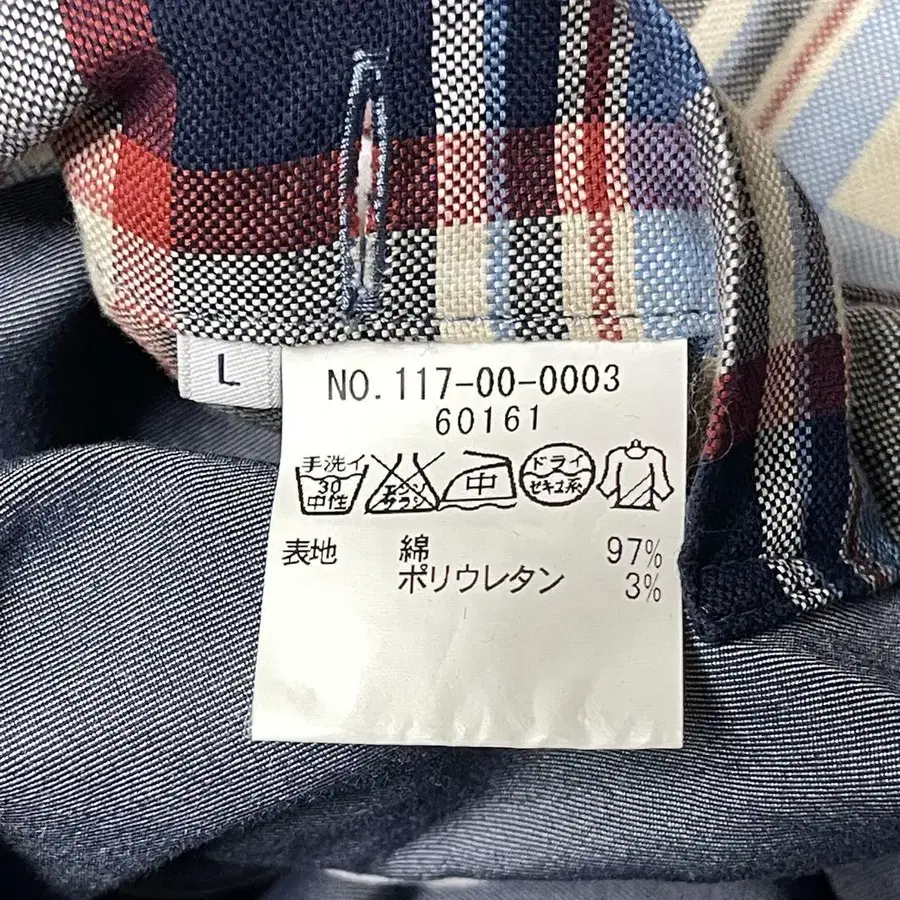 L
NO. 117-00-0003
60161
手洗イ
30
中性
エンソ
サラシ
中
ドライ
セキユ系
表地 綿 97%
ポリウレタン 3%